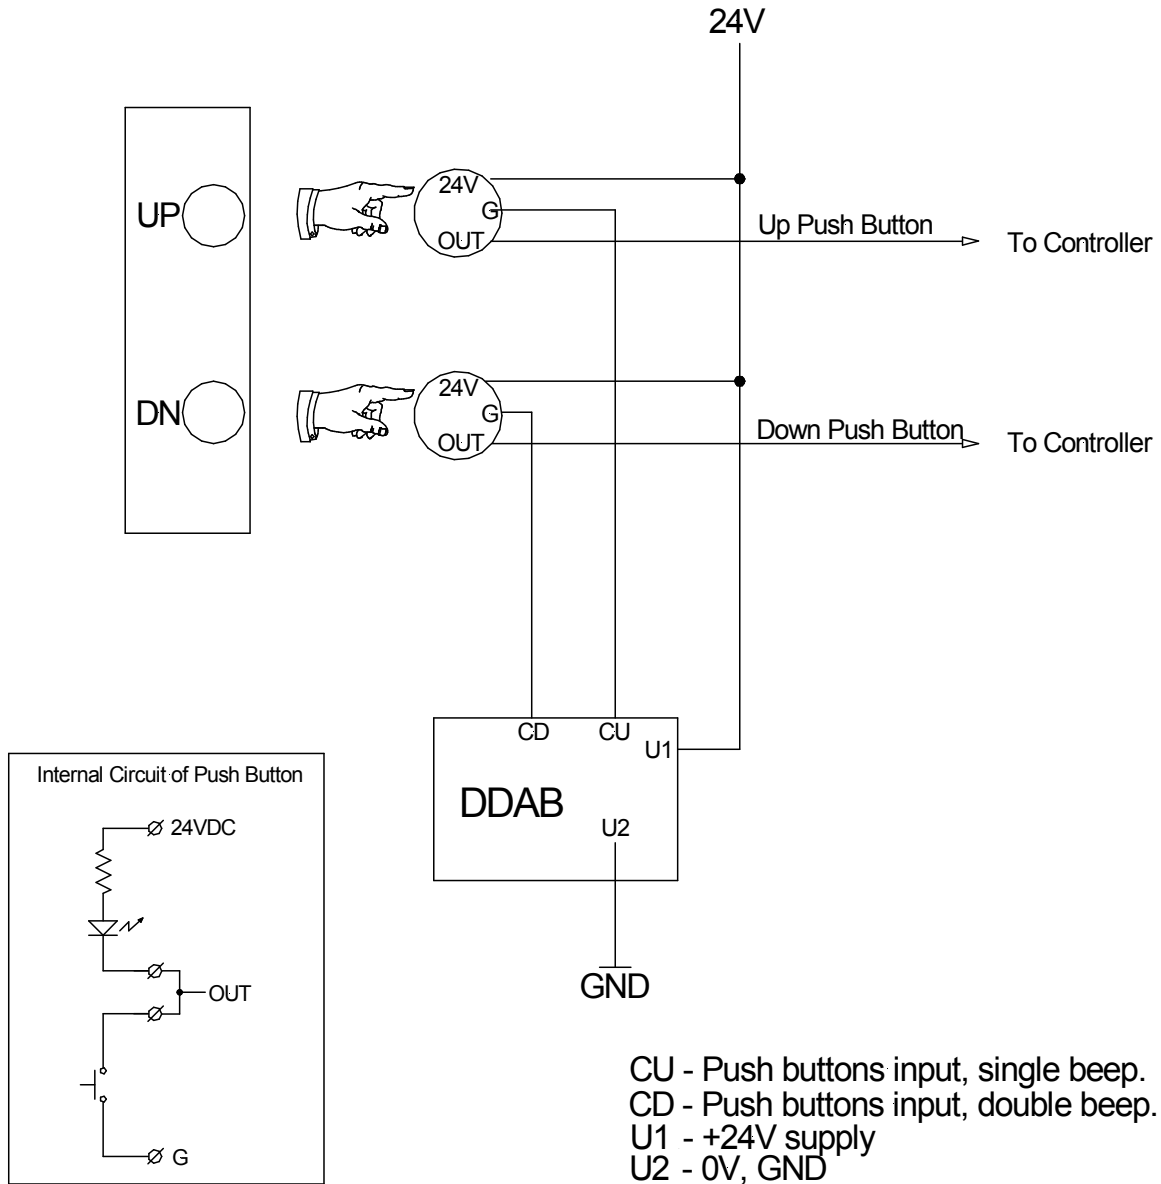 24V
UP
24V
G
OUT
Up Push Button
To Controller
DN
24V
G
OUT
Down Push Button
To Controller
CD
CU
U1
DDAB
U2
GND
Internal Circuit of Push Button
24VDC
OUT
G
CU - Push buttons input, single beep.
CD - Push buttons input, double beep.
U1 - +24V supply
U2 - 0V, GND